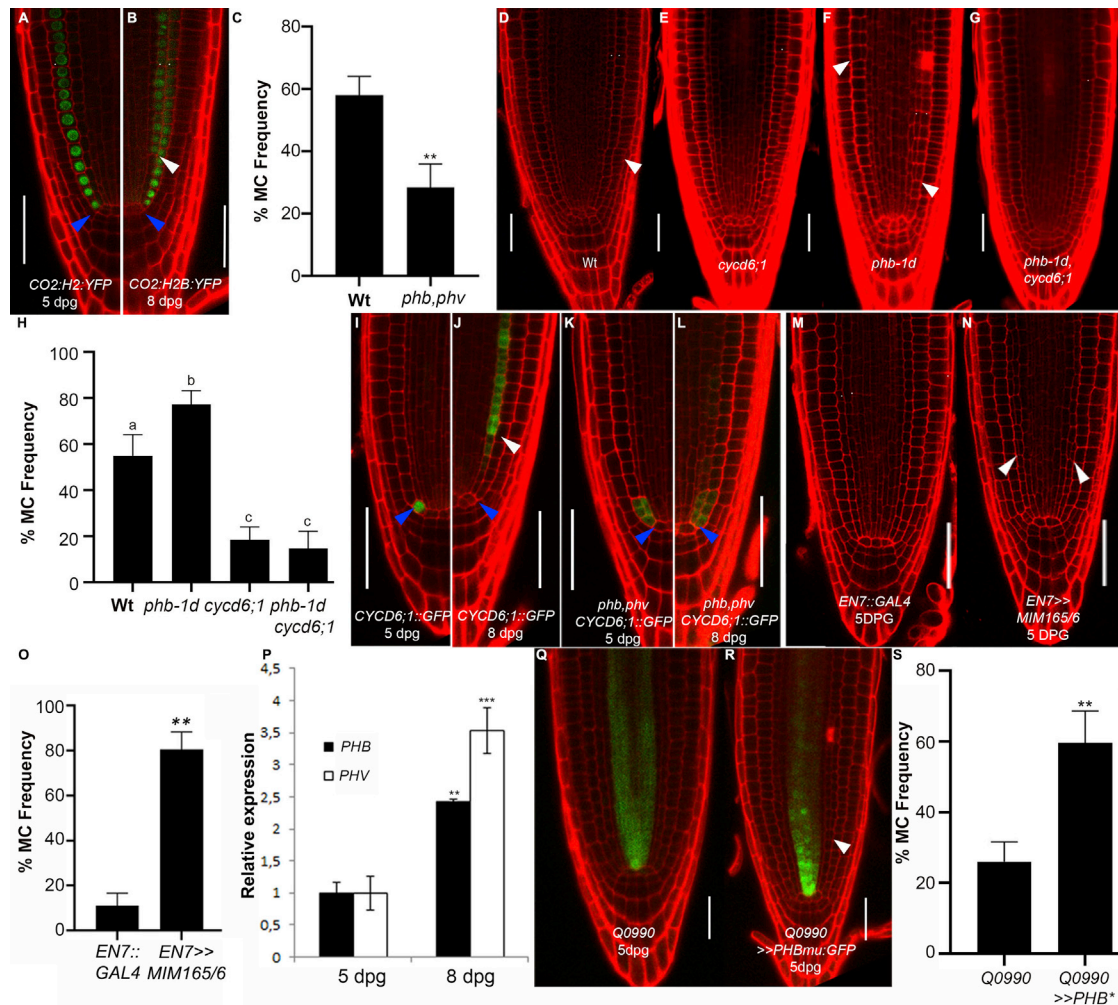 A
B
CO2:H2:YFP
5 dpg
CO2:H2B:YFP
8 dpg
C
% MC Frequency
80
60
40
20
0
**
Wt
phb,phv
D
E
F
G
Wt
cycd6;1
phb-1d
phb-1d,
cycd6;1
H
% MC Frequency
100
80
60
40
20
0
a
b
c
c
Wt
phb-1d
cycd6;1
phb-1d
cycd6;1
I
J
K
L
M
N
CYCD6;1::GFP
5 dpg
CYCD6;1::GFP
8 dpg
phb,phv
CYCD6;1::GFP
5 dpg
phb,phv
CYCD6;1::GFP
8 dpg
EN7::GAL4
5DPG
EN7>>
MIM165/6
5 DPG
O
% MC Frequency
100
80
60
40
20
0
**
EN7::
GAL4
EN7>>
MIM165/6
P
Relative expression
4,5
4
3,5
3
2,5
2
1,5
1
0,5
0
PHB
PHV
**
***
5 dpg
8 dpg
Q
R
Q0990
5dpg
Q0990
>>PHBmu:GFP
5dpg
S
% MC Frequency
80
60
40
20
0
**
Q0990
Q0990
>>PHB*